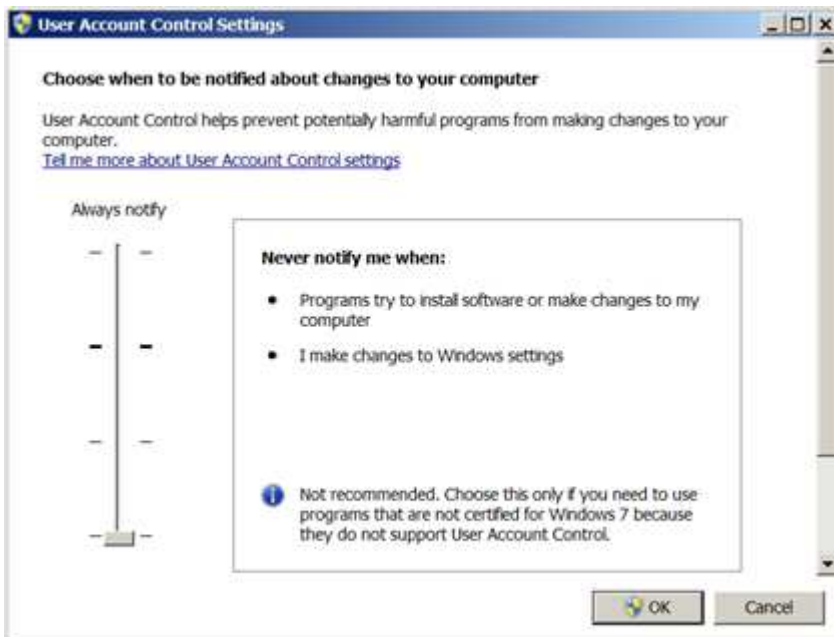 User Account Control Settings
Choose when to be notified about changes to your computer
User Account Control helps prevent potentially harmful programs from making changes to your
computer.
Tell me more about User Account Control settings
Always notify
Never notify me when:
• Programs try to install software or make changes to my
computer
• I make changes to Windows settings
Not recommended. Choose this only if you need to use
programs that are not certified for Windows 7 because
they do not support User Account Control.
OK
Cancel